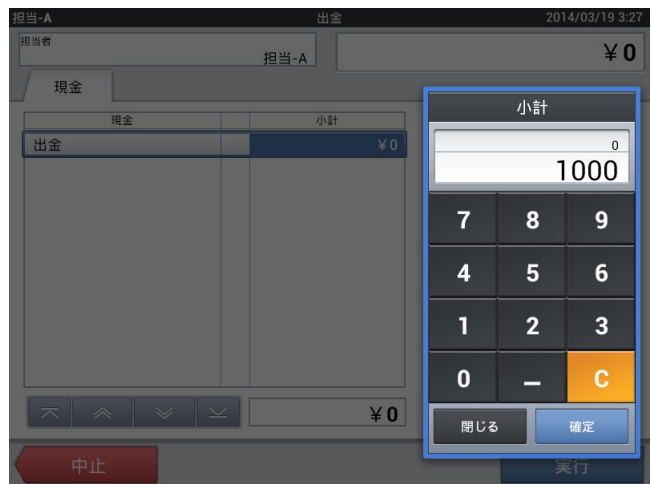 担当-A 出金 2014/03/19 3:27
担当者
担当-A
¥0
現金
現金 小計
出金 ¥0
小計
0
1000
7 8 9
4 5 6
1 2 3
0 – C
閉じる 確定
¥0
中止 実行